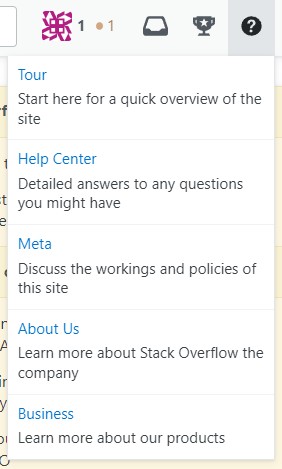 1 1
Tour
Start here for a quick overview of the
site
Help Center
Detailed answers to any questions
you might have
Meta
Discuss the workings and policies of
this site
About Us
Learn more about Stack Overflow the
company
Business
Learn more about our products